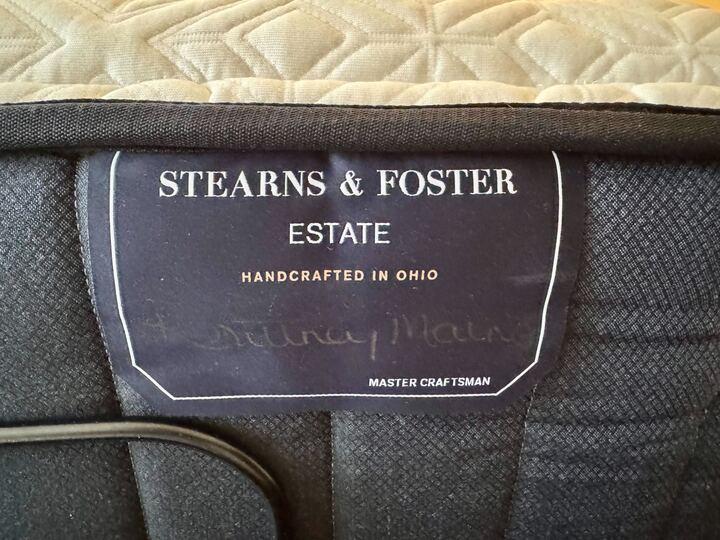 STEARNS & FOSTER
ESTATE
HANDCRAFTED IN OHIO
MASTER CRAFTSMAN